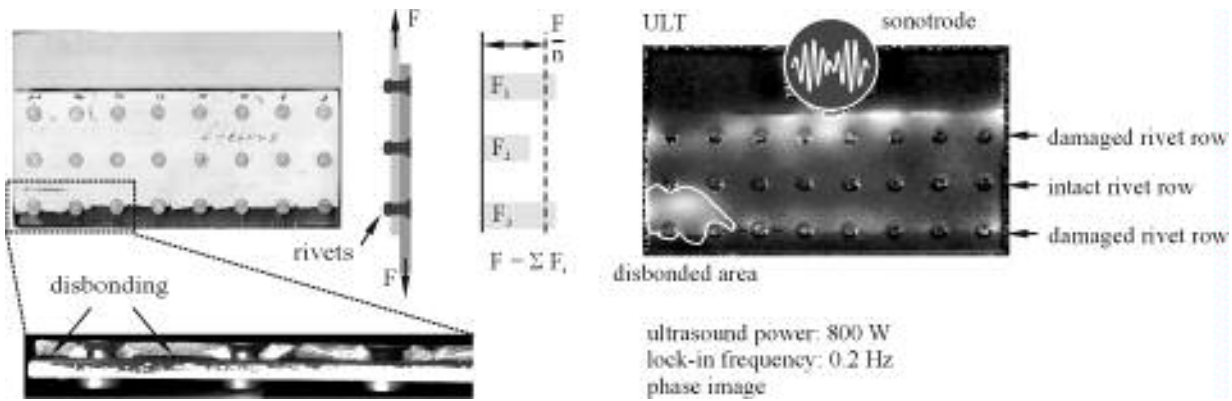 F
F
n
F₁
F₂
F₃
rivets
F
F = Σ Fᵢ
disbonding
ULT
sonotrode
damaged rivet row
intact rivet row
damaged rivet row
disbonded area
ultrasound power: 800 W
lock-in frequency: 0.2 Hz
phase image